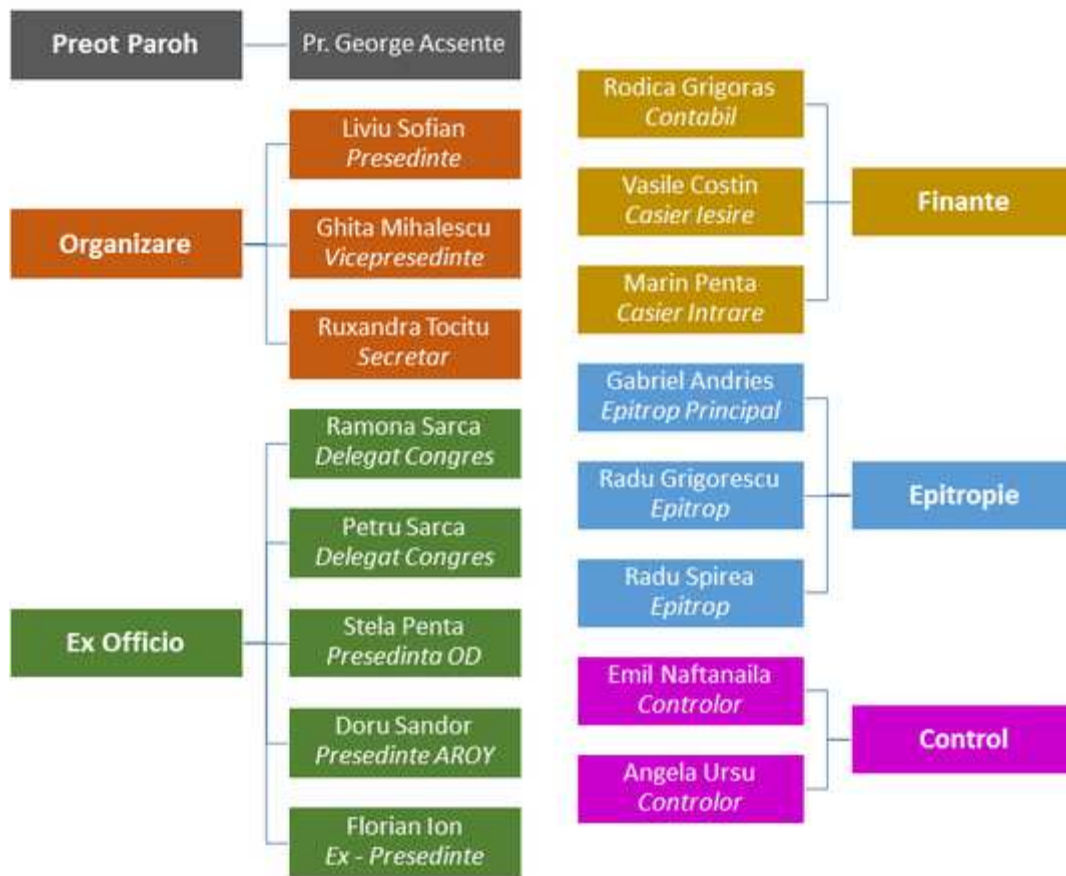 Preot Paroh
Pr. George Acsente
Organizare
Liviu Sofian
Presedinte
Ghita Mihalescu
Vicepresedinte
Ruxandra Tocitu
Secretar
Ex Officio
Ramona Sarca
Delegat Congres
Petru Sarca
Delegat Congres
Stela Penta
Presedinta OD
Doru Sandor
Presedinte AROY
Florian Ion
Ex - Presedinte
Rodica Grigoras
Contabil
Vasile Costin
Casier Iesire
Marin Penta
Casier Intrare
Finante
Gabriel Andries
Epitrop Principal
Radu Grigorescu
Epitrop
Radu Spirea
Epitrop
Epitropie
Emil Naftanaila
Controlor
Angela Ursu
Controlor
Control